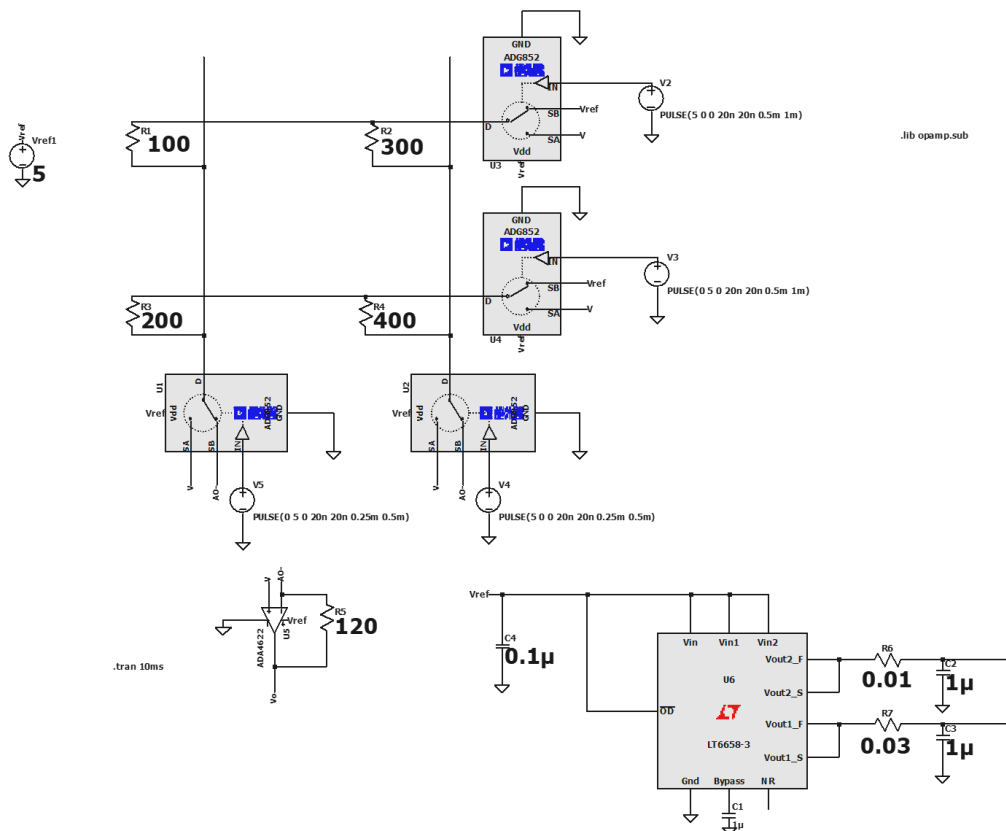 GND
ADG852
IN
SB
Vref
D
SA
V
Vdd
U3
Vref
V2
PULSE(5 0 0 20n 20n 0.5m 1m)
.lib opamp.sub
Vref
Vref1
5
R1
100
R2
300
GND
ADG852
IN
SB
Vref
D
SA
V
Vdd
U4
Vref
V3
PULSE(0 5 0 20n 20n 0.5m 1m)
R3
200
R4
400
U1
D
Vref
Vdd
ADG852
GND
SA
SB
IN
V
AO-
V5
PULSE(0 5 0 20n 20n 0.25m 0.5m)
U2
D
Vref
Vdd
ADG852
GND
SA
SB
IN
V
AO-
V4
PULSE(5 0 0 20n 20n 0.25m 0.5m)
V
AO-
Vref
U5
ADA4622
R5
120
Vo
.tran 10ms
Vref
C4
0.1µ
Vin
Vin1
Vin2
Vout2_F
U6
Vout2_S
OD
LT
Vout1_F
LT6658-3
Vout1_S
Gnd
Bypass
NR
R6
0.01
C2
1µ
R7
0.03
C3
1µ
C1
1µ